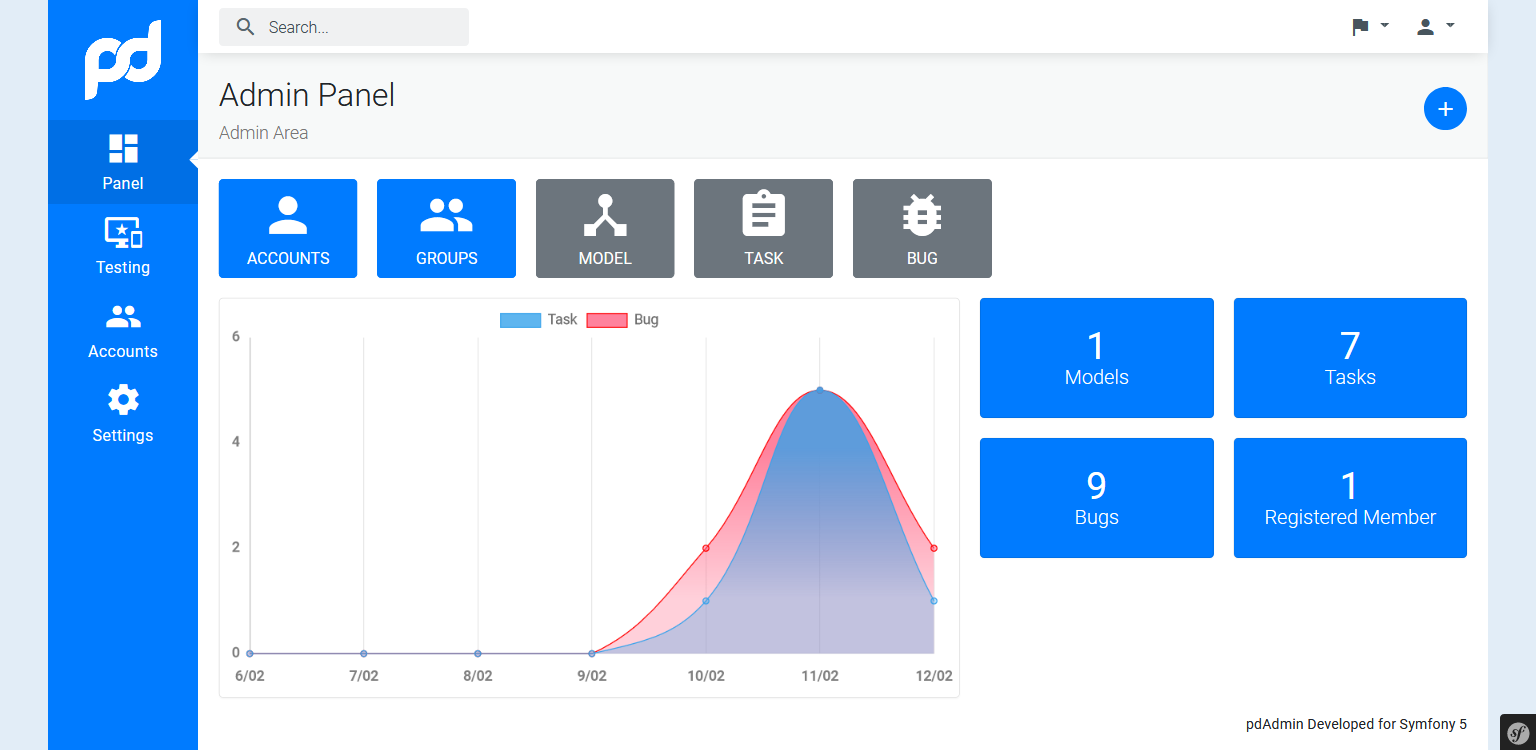 pd
Search...
Panel
Testing
Accounts
Settings
Admin Panel
Admin Area
+
ACCOUNTS
GROUPS
MODEL
TASK
BUG
Task
Bug
6
4
2
0
6/02
7/02
8/02
9/02
10/02
11/02
12/02
1
Models
7
Tasks
9
Bugs
1
Registered Member
pdAdmin Developed for Symfony 5
sf